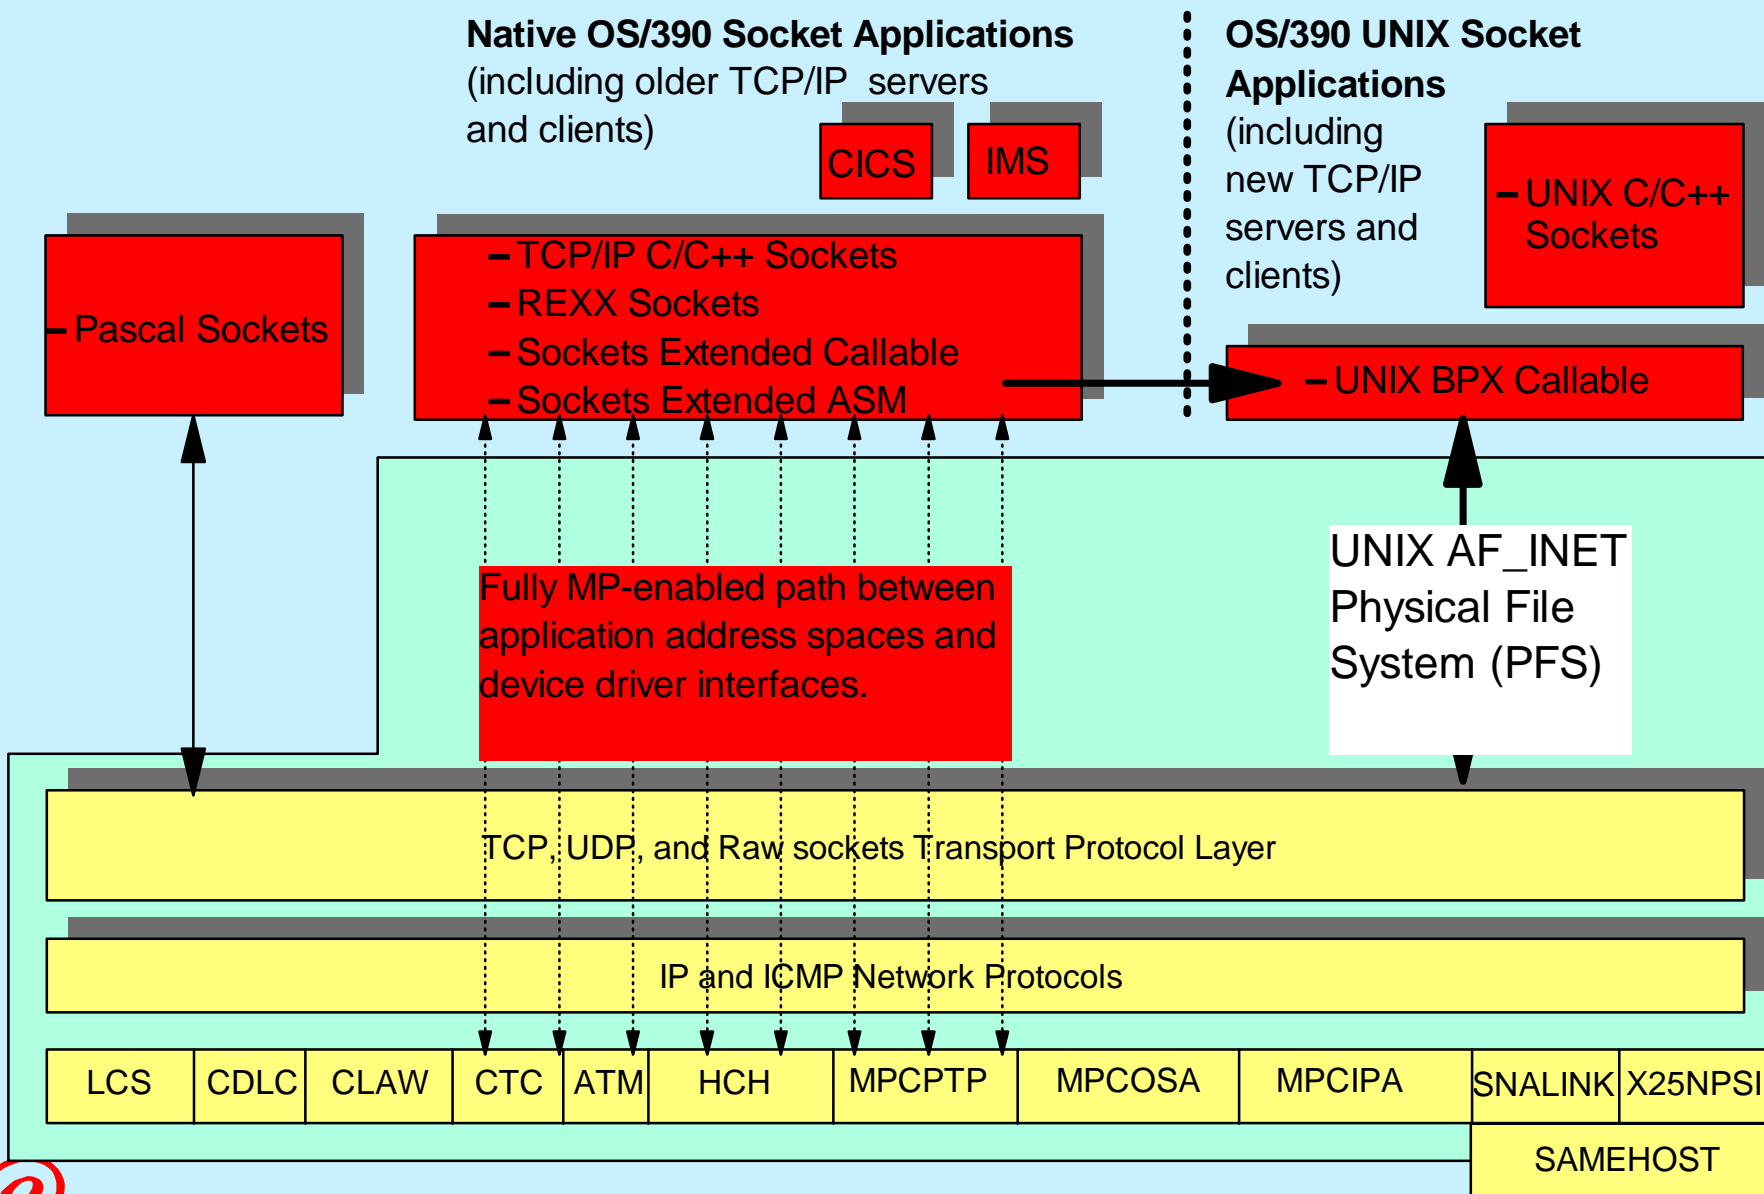 Native OS/390 Socket Applications
(including older TCP/IP servers
and clients)
CICS
IMS
OS/390 UNIX Socket
Applications
(including
new TCP/IP
servers and
clients)
– UNIX C/C++
Sockets
– Pascal Sockets
– TCP/IP C/C++ Sockets
– REXX Sockets
– Sockets Extended Callable
– Sockets Extended ASM
– UNIX BPX Callable
Fully MP-enabled path between
application address spaces and
device driver interfaces.
UNIX AF_INET
Physical File
System (PFS)
TCP, UDP, and Raw sockets Transport Protocol Layer
IP and ICMP Network Protocols
LCS
CDLC
CLAW
CTC
ATM
HCH
MPCPTP
MPCOSA
MPCIPA
SNALINK
X25NPSI
SAMEHOST